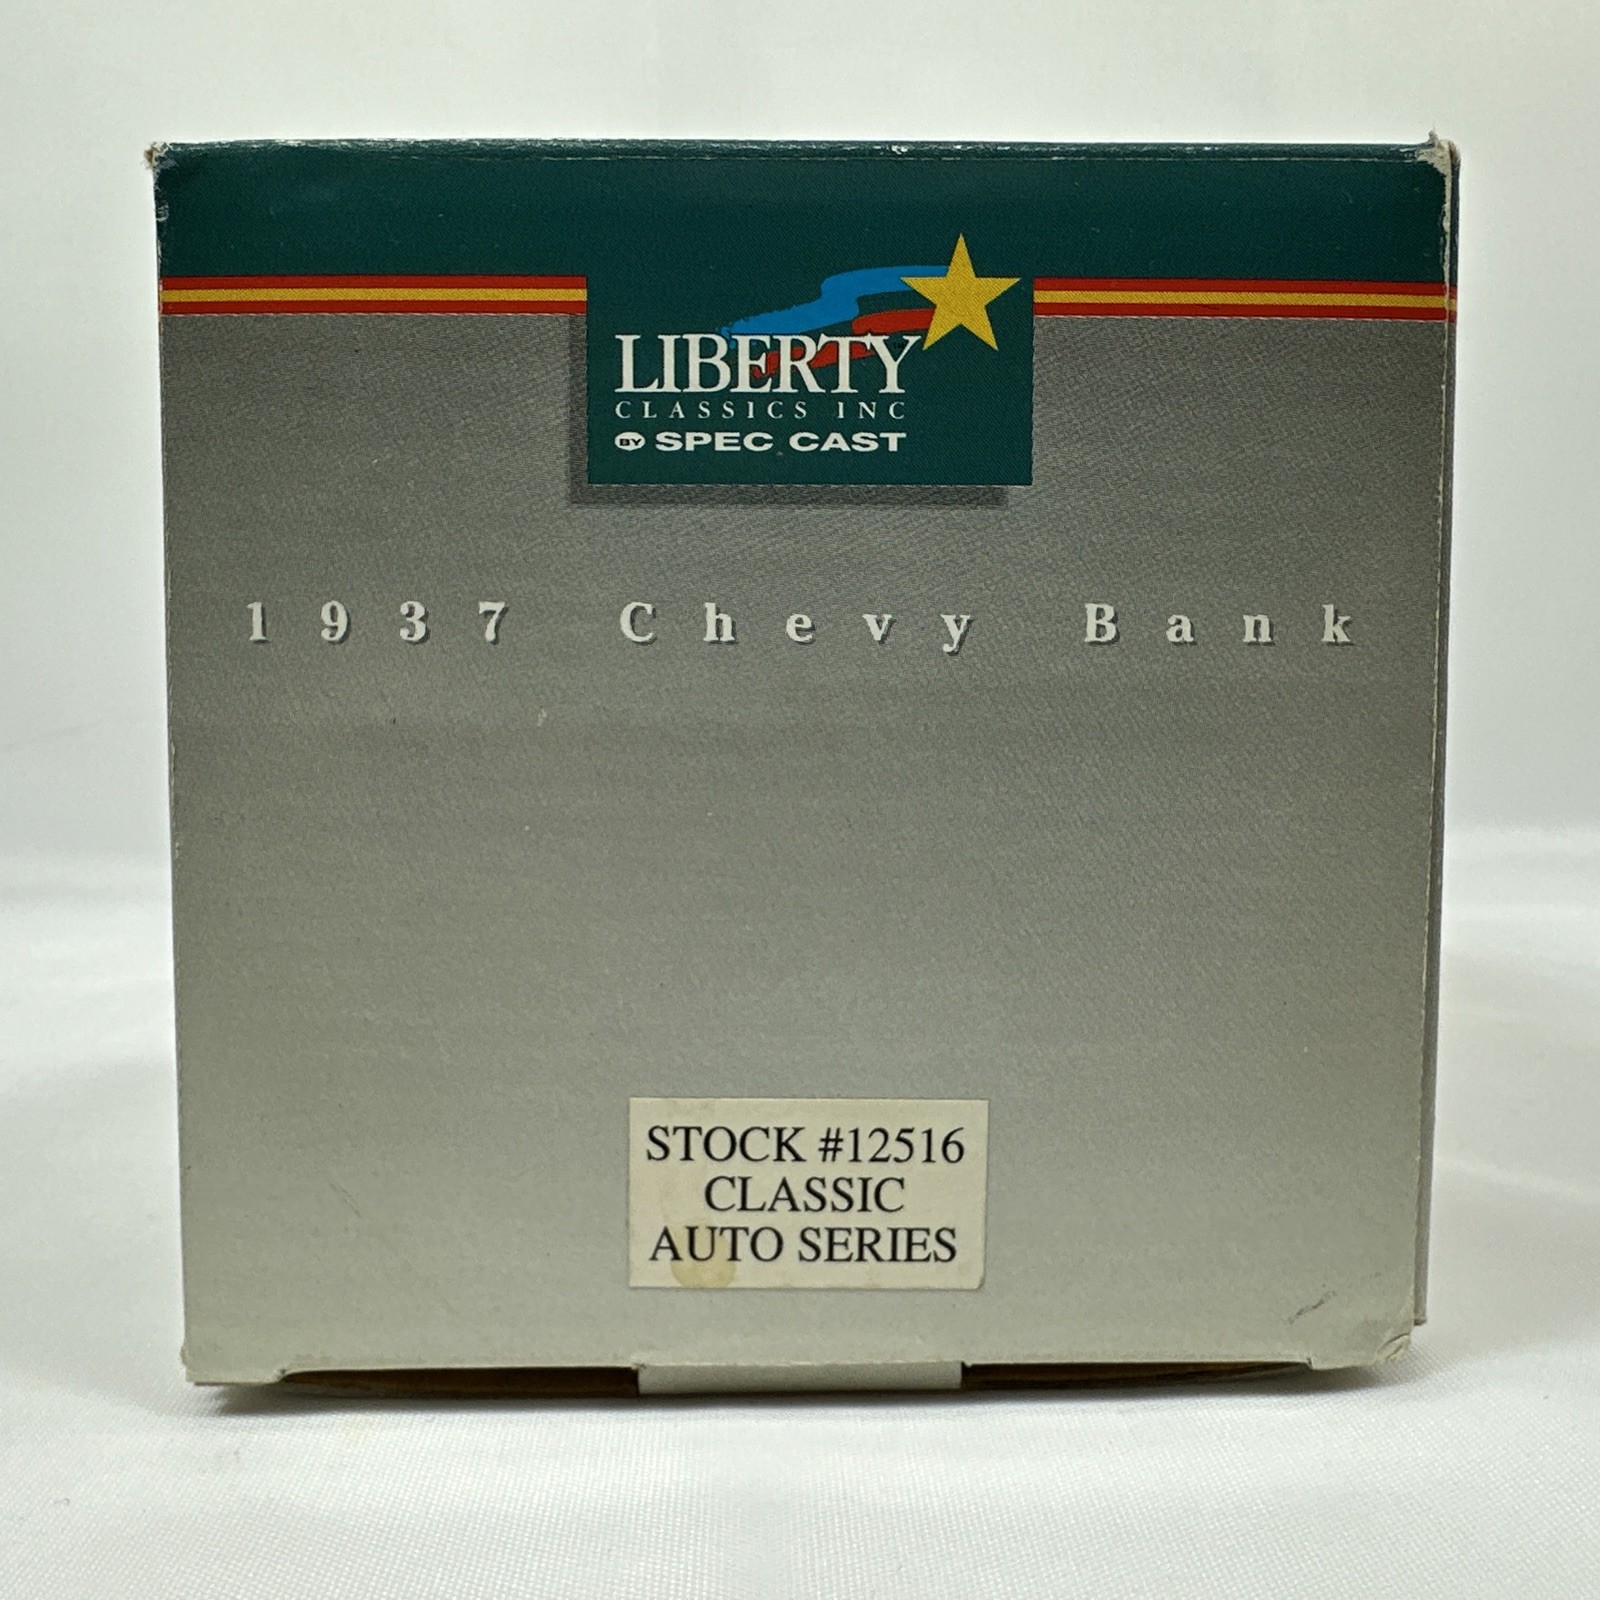 LIBERTY
CLASSICS INC
BY SPEC CAST
1937 Chevy Bank
STOCK #12516
CLASSIC
AUTO SERIES